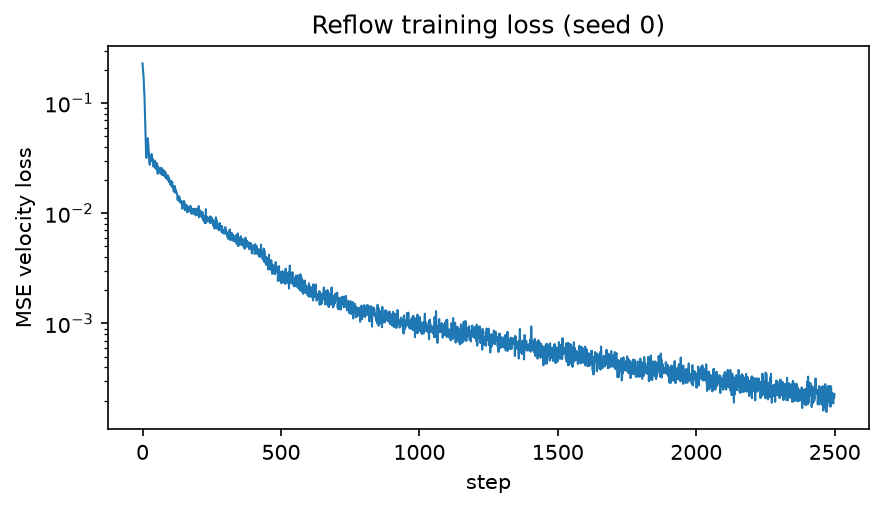 Reflow training loss (seed 0)
MSE velocity loss
10⁻¹
10⁻²
10⁻³
0 500 1000 1500 2000 2500
step